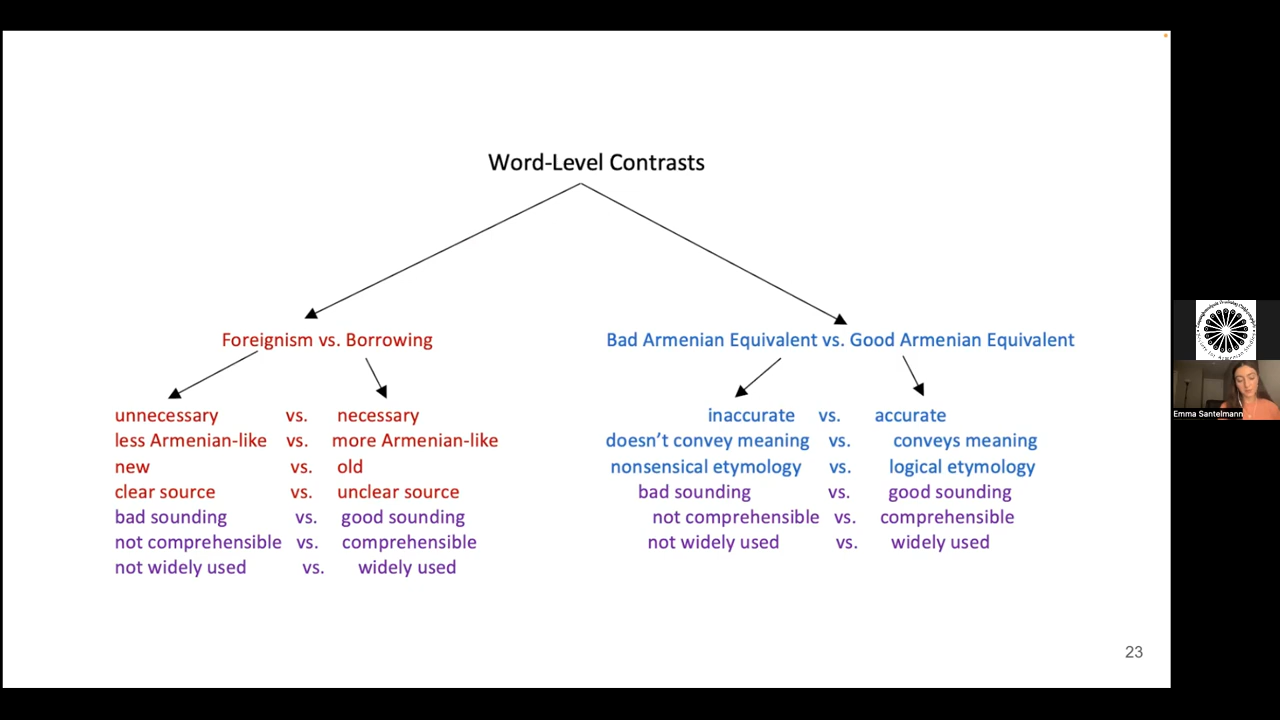 Word-Level Contrasts
Foreignism vs. Borrowing
Bad Armenian Equivalent vs. Good Armenian Equivalent
unnecessary vs. necessary
less Armenian-like vs. more Armenian-like
new vs. old
clear source vs. unclear source
bad sounding vs. good sounding
not comprehensible vs. comprehensible
not widely used vs. widely used
inaccurate vs. accurate
doesn't convey meaning vs. conveys meaning
nonsensical etymology vs. logical etymology
bad sounding vs. good sounding
not comprehensible vs. comprehensible
not widely used vs. widely used
23
Society for Armenian Studies
Emma Santelmann